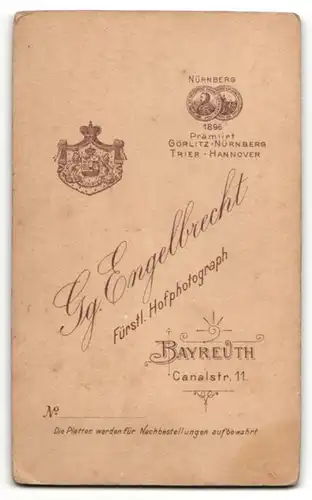 NÜRNBERG
1896
Prämiirt
GÖRLITZ-NÜRNBERG
TRIER-HANNOVER
Gg. Engelbrecht
Fürstl. Hofphotograph
BAYREUTH
Canalstr. 11.
No
Die Platten werden für Nachbestellungen aufbewahrt